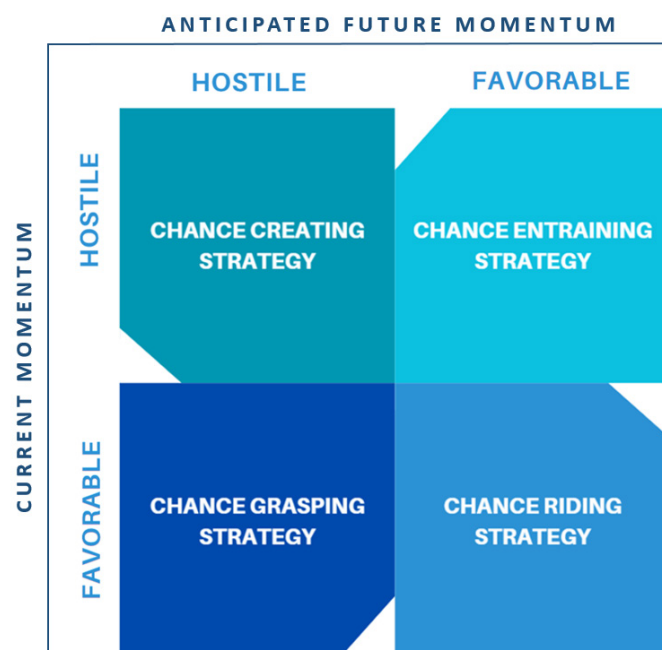 ANTICIPATED FUTURE MOMENTUM
HOSTILE
FAVORABLE
CURRENT MOMENTUM
HOSTILE
CHANCE CREATING
STRATEGY
CHANCE ENTRAINING
STRATEGY
FAVORABLE
CHANCE GRASPING
STRATEGY
CHANCE RIDING
STRATEGY